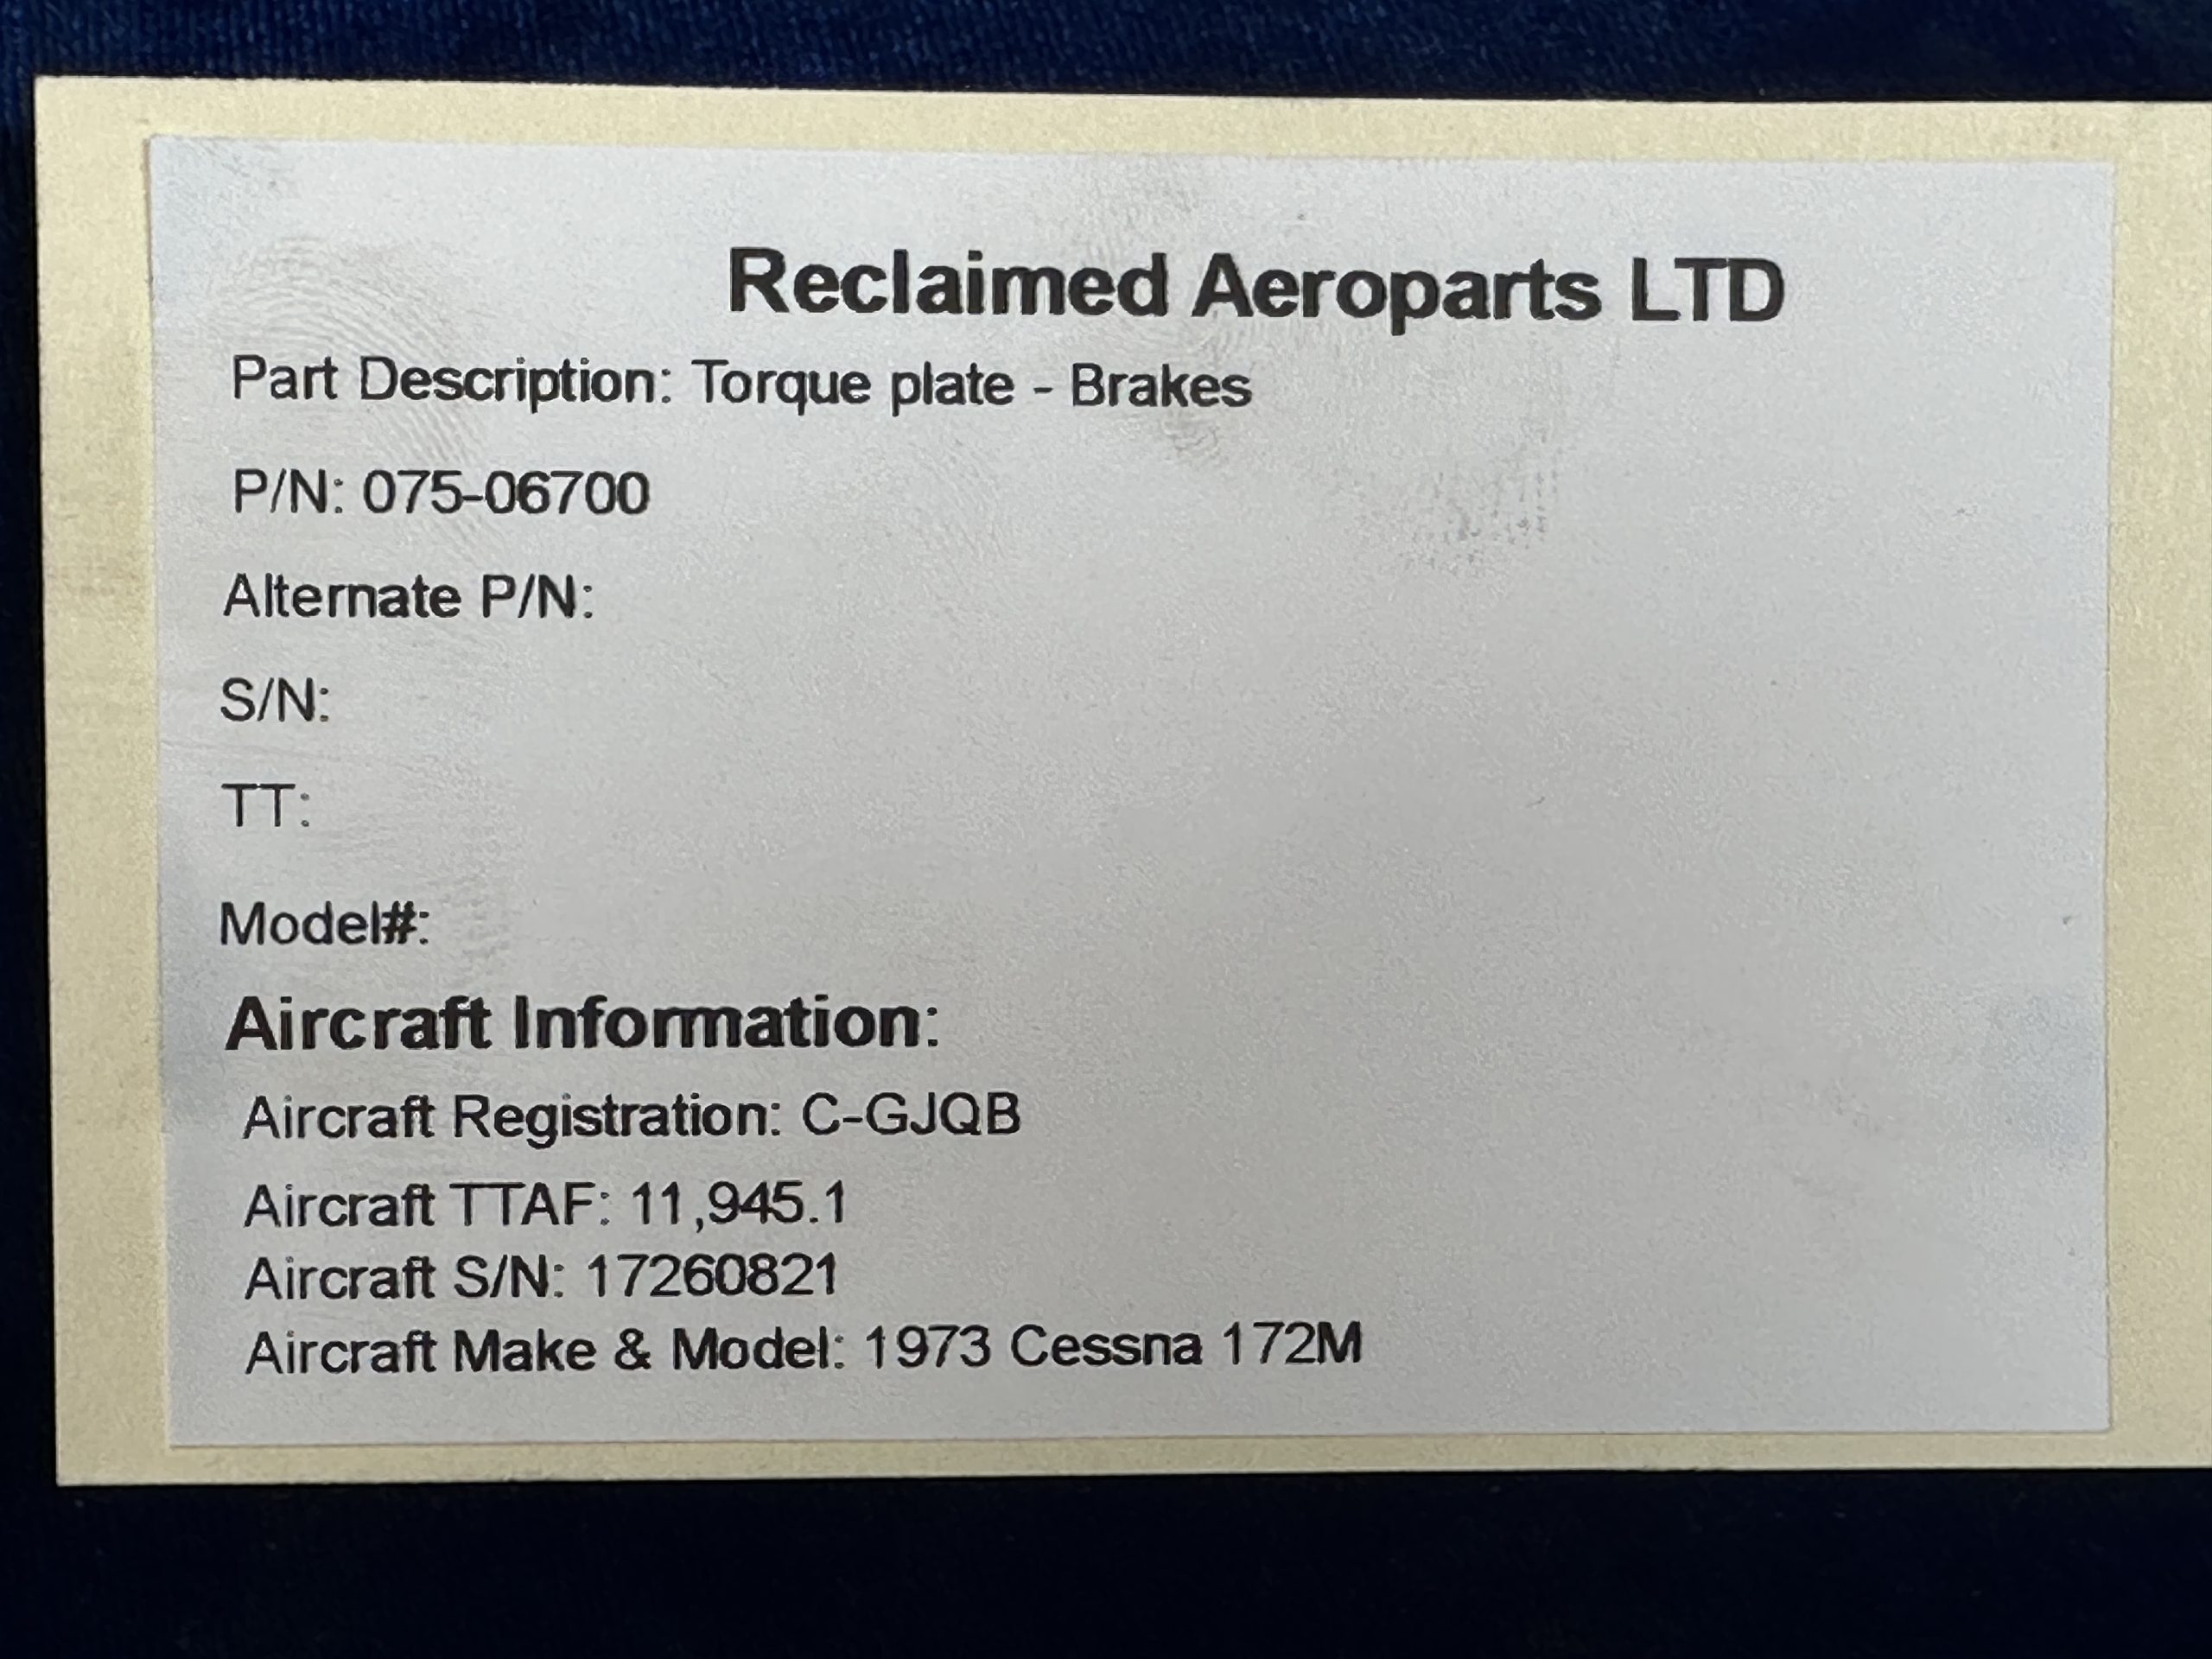 Reclaimed Aeroparts LTD
Part Description: Torque plate - Brakes
P/N: 075-06700
Alternate P/N:
S/N:
TT:
Model#:
Aircraft Information:
Aircraft Registration: C-GJQB
Aircraft TTAF: 11,945.1
Aircraft S/N: 17260821
Aircraft Make & Model: 1973 Cessna 172M